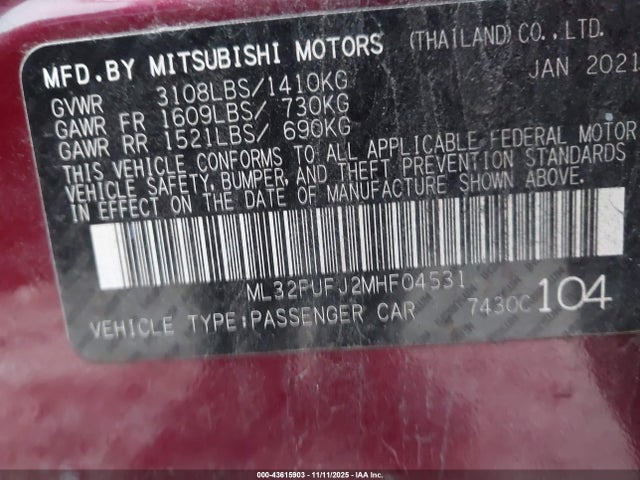 MFD.BY MITSUBISHI MOTORS (THAILAND) CO.,LTD.
JAN 2021
GVWR 3108LBS/1410KG
GAWR FR 1609LBS/ 730KG
GAWR RR 1521LBS/ 690KG
THIS VEHICLE CONFORMS TO ALL APPLICABLE FEDERAL MOTOR
VEHICLE SAFETY, BUMPER, AND THEFT PREVENTION STANDARDS
IN EFFECT ON THE DATE OF MANUFACTURE SHOWN ABOVE.
ML32FUFJ2MHF04531
VEHICLE TYPE:PASSENGER CAR 7430C 104
000-43615903 - 11/11/2025 - IAA Inc.